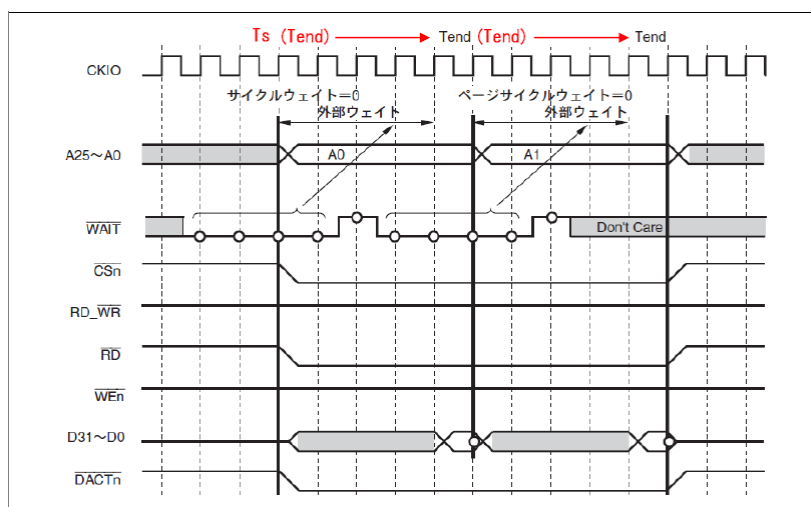 Ts (Tend) Tend (Tend) Tend
CKIO
サイクルウェイト=0 ページサイクルウェイト=0
外部ウェイト 外部ウェイト
A25～A0 A0 A1
WAIT Don't Care
CSn
RD_WR
RD
WEn
D31～D0
DACTn